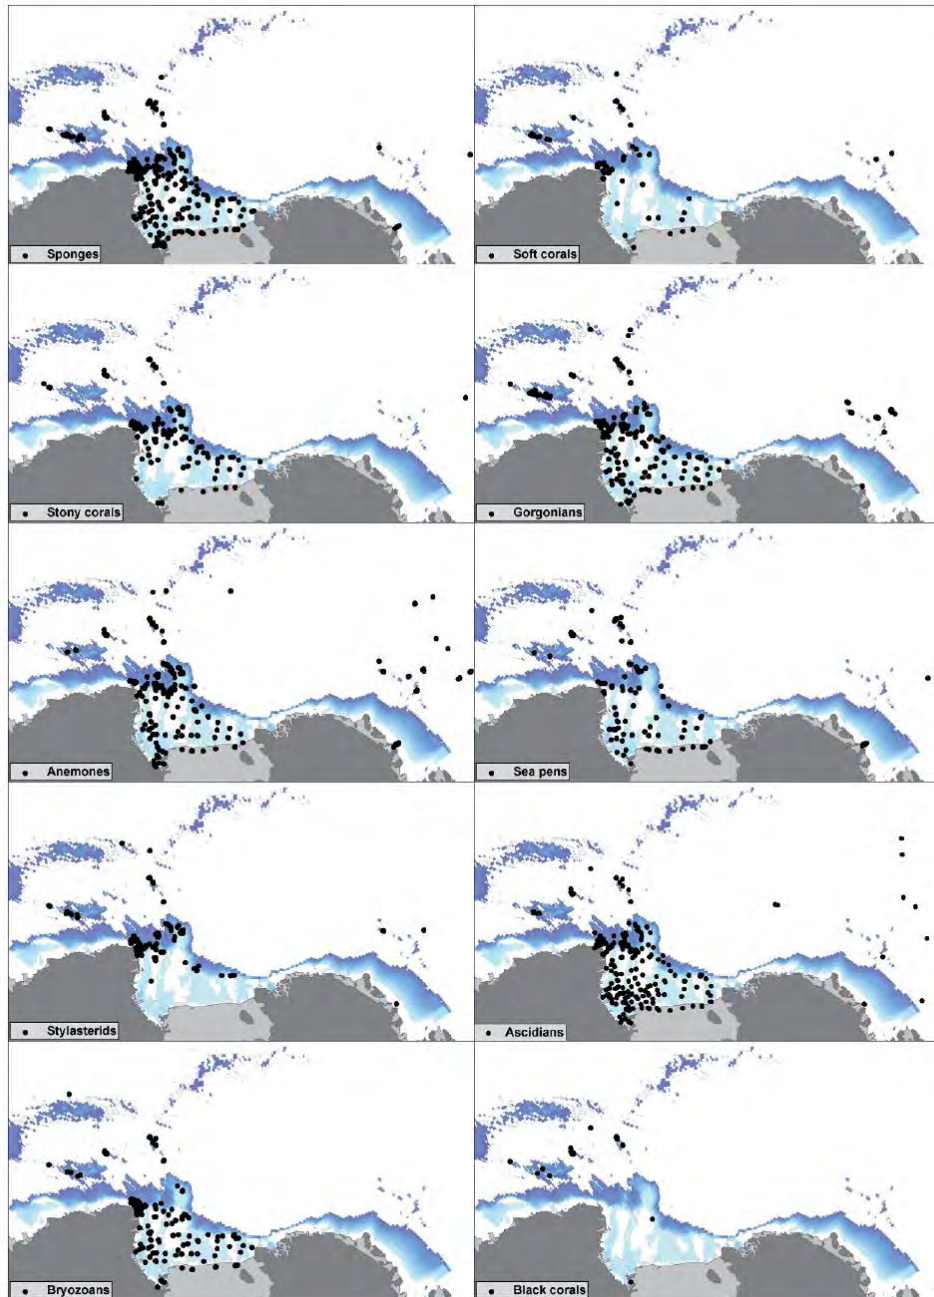 Sponges
Soft corals
Stony corals
Gorgonians
Anemones
Sea pens
Stylasterids
Ascidians
Bryozoans
Black corals